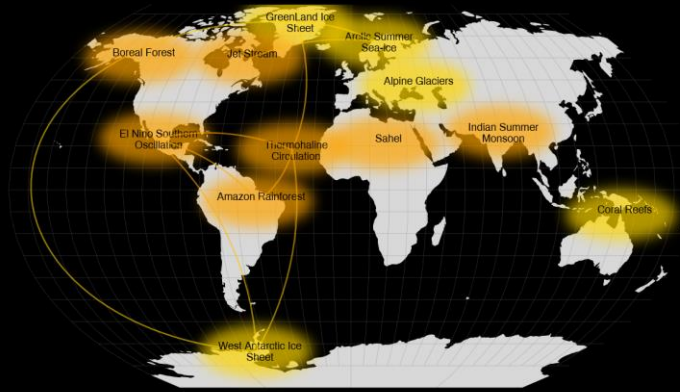 GreenLand Ice
Sheet
Arctic Summer
Sea-ice
Boreal Forest
Jet Stream
Alpine Glaciers
El Nino Southern
Oscillation
Thermohaline
Circulation
Sahel
Indian Summer
Monsoon
Amazon Rainforest
Coral Reefs
West Antarctic Ice
Sheet